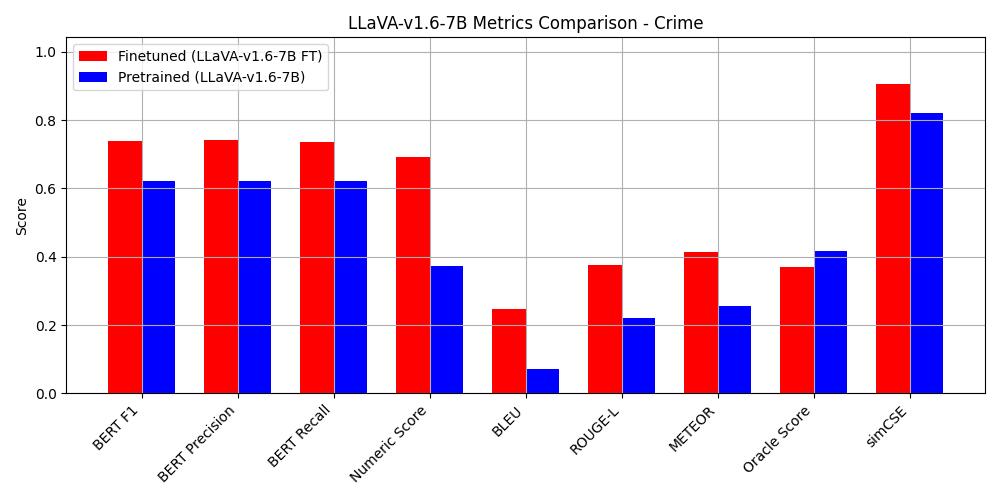 LLaVA-v1.6-7B Metrics Comparison - Crime
Finetuned (LLaVA-v1.6-7B FT)
Pretrained (LLaVA-v1.6-7B)
Score
1.0
0.8
0.6
0.4
0.2
0.0
BERT F1
BERT Precision
BERT Recall
Numeric Score
BLEU
ROUGE-L
METEOR
Oracle Score
simCSE